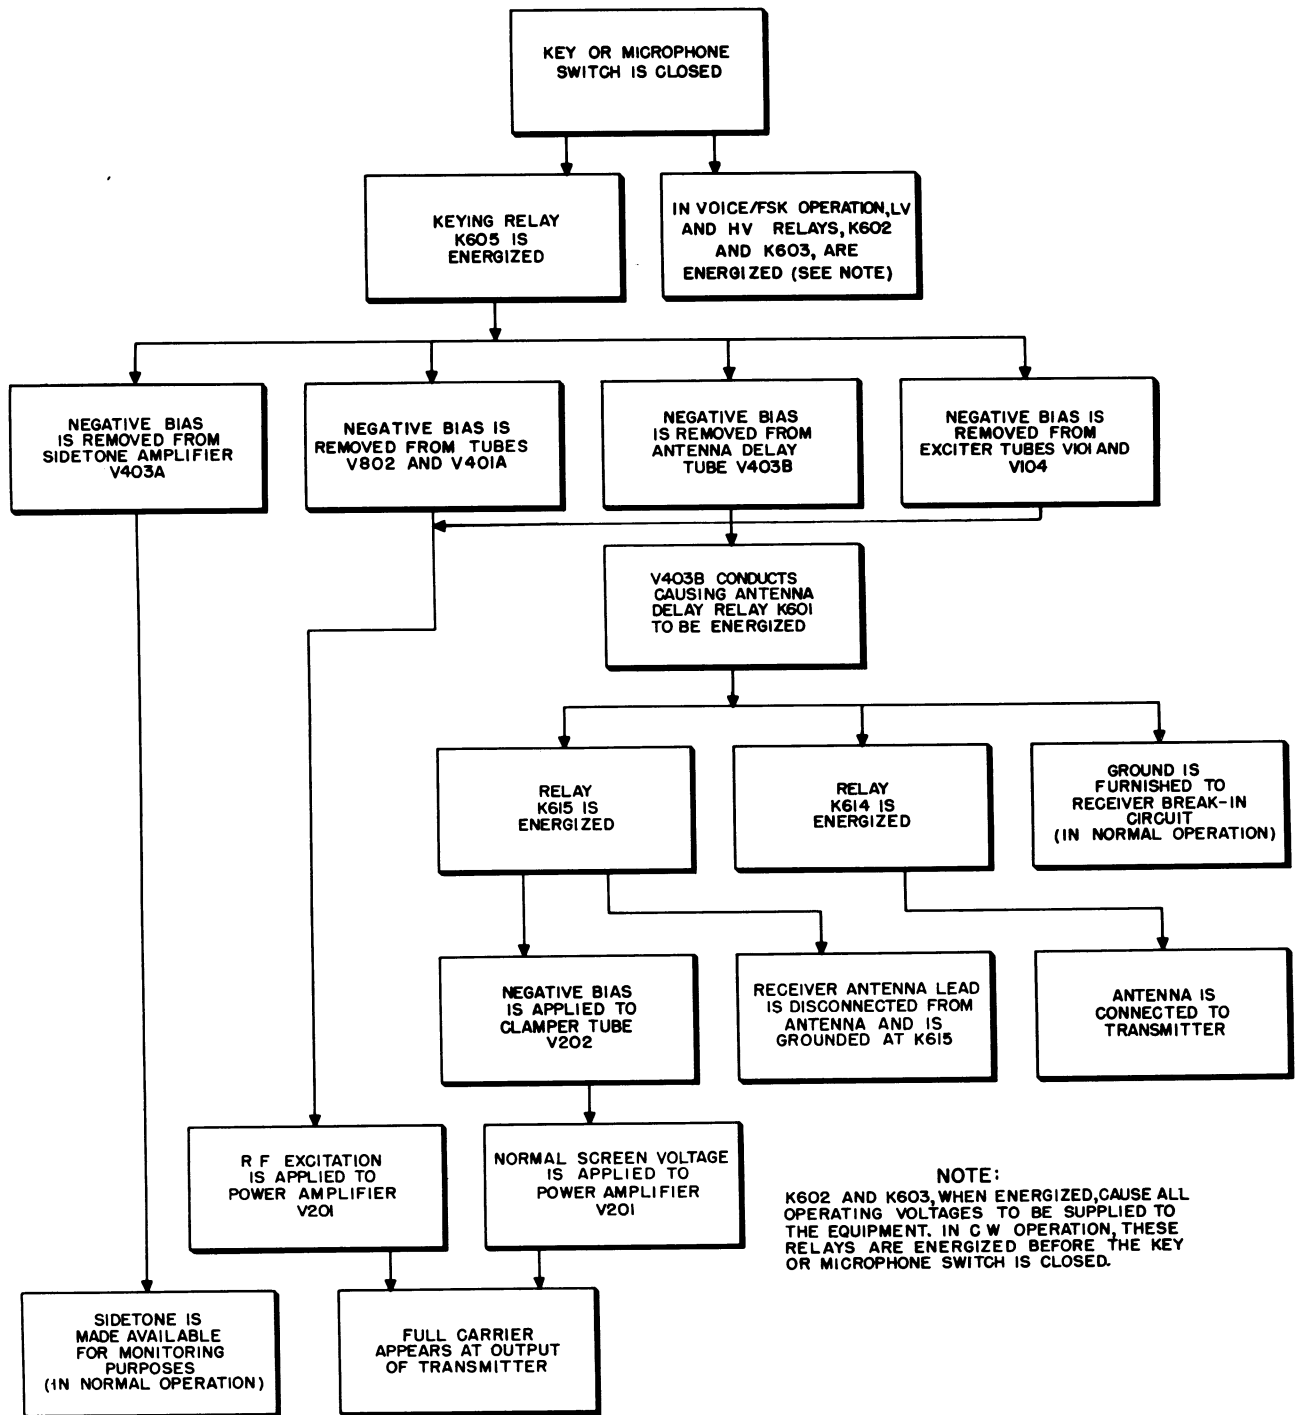 KEY OR MICROPHONE
SWITCH IS CLOSED
KEYING RELAY
K605 IS
ENERGIZED
IN VOICE/FSK OPERATION, LV
AND HV RELAYS, K602
AND K603, ARE
ENERGIZED (SEE NOTE)
NEGATIVE BIAS
IS REMOVED FROM
SIDETONE AMPLIFIER
V403A
NEGATIVE BIAS IS
REMOVED FROM TUBES
V802 AND V401A
NEGATIVE BIAS
IS REMOVED FROM
ANTENNA DELAY
TUBE V403B
NEGATIVE BIAS IS
REMOVED FROM
EXCITER TUBES V101 AND
V104
V403B CONDUCTS
CAUSING ANTENNA
DELAY RELAY K601
TO BE ENERGIZED
RELAY
K615 IS
ENERGIZED
RELAY
K614 IS
ENERGIZED
GROUND IS
FURNISHED TO
RECEIVER BREAK-IN
CIRCUIT
(IN NORMAL OPERATION)
NEGATIVE BIAS
IS APPLIED TO
CLAMPER TUBE
V202
RECEIVER ANTENNA LEAD
IS DISCONNECTED FROM
ANTENNA AND IS
GROUNDED AT K615
ANTENNA IS
CONNECTED TO
TRANSMITTER
R F EXCITATION
IS APPLIED TO
POWER AMPLIFIER
V201
NORMAL SCREEN VOLTAGE
IS APPLIED TO
POWER AMPLIFIER
V201
NOTE:
K602 AND K603, WHEN ENERGIZED, CAUSE ALL
OPERATING VOLTAGES TO BE SUPPLIED TO
THE EQUIPMENT. IN C W OPERATION, THESE
RELAYS ARE ENERGIZED BEFORE THE KEY
OR MICROPHONE SWITCH IS CLOSED.
SIDETONE IS
MADE AVAILABLE
FOR MONITORING
PURPOSES
(IN NORMAL OPERATION)
FULL CARRIER
APPEARS AT OUTPUT
OF TRANSMITTER